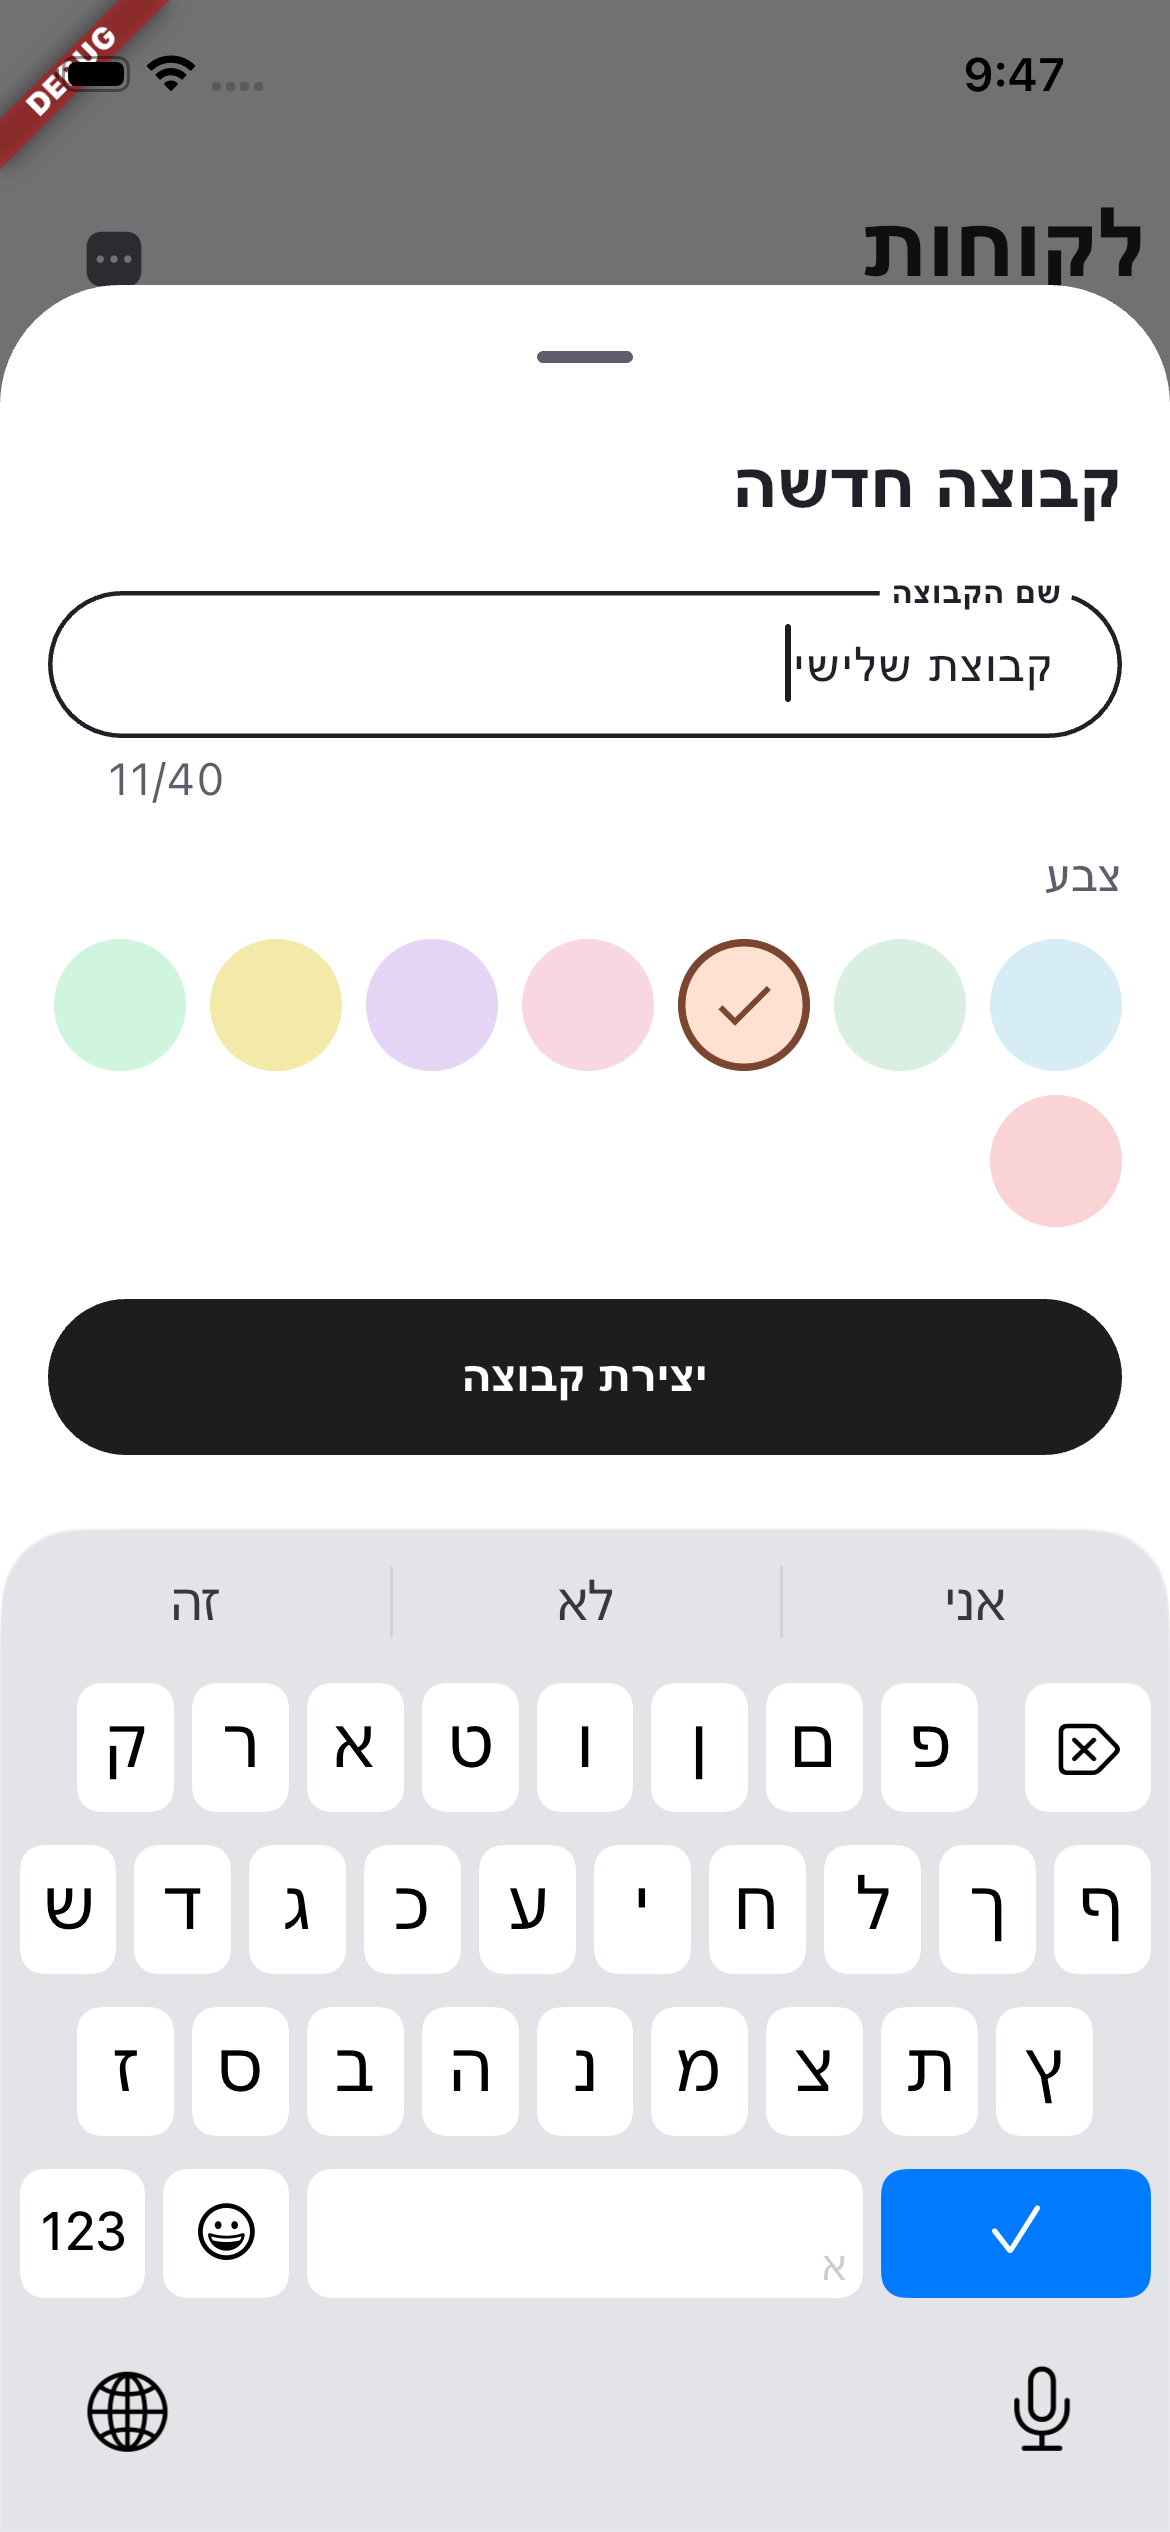 9:47
DEBUG
לקוחות
קבוצה חדשה
שם הקבוצה
קבוצת שלישי
11/40
צבע
יצירת קבוצה
אני לא זה
ק ר א ט ו ן ם פ
ש ד ג כ ע י ח ל ך ף
ז ס ב ה נ מ צ ת ץ
123
א